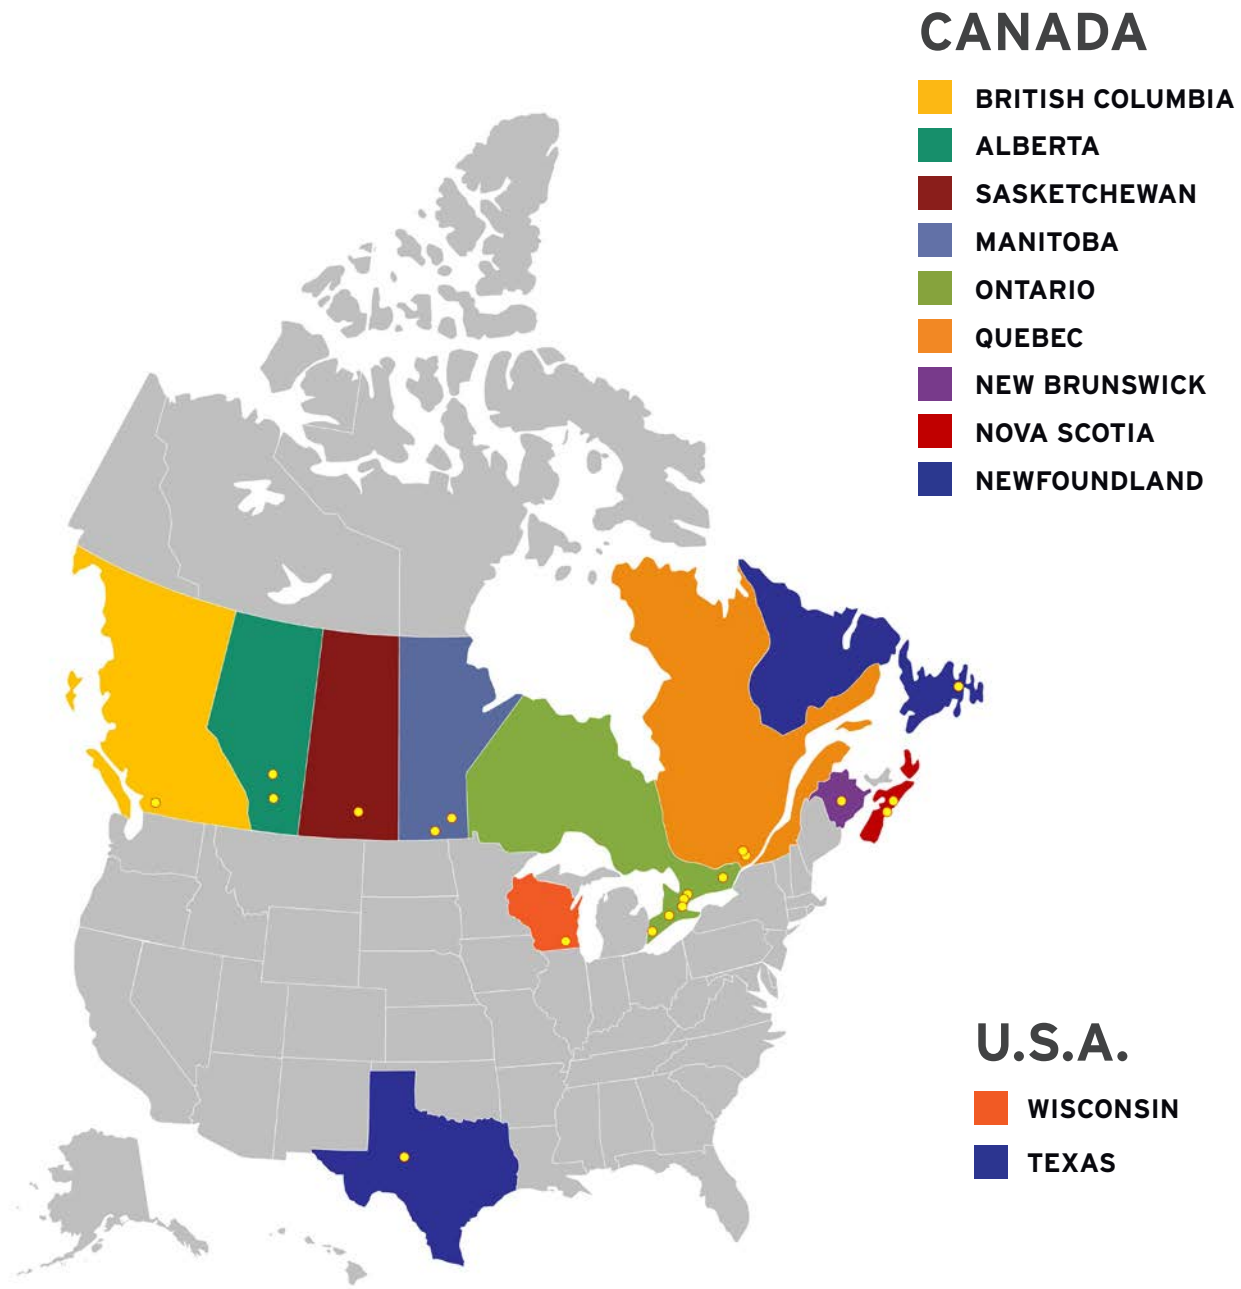 CANADA
BRITISH COLUMBIA
ALBERTA
SASKETCHEWAN
MANITOBA
ONTARIO
QUEBEC
NEW BRUNSWICK
NOVA SCOTIA
NEWFOUNDLAND
U.S.A.
WISCONSIN
TEXAS